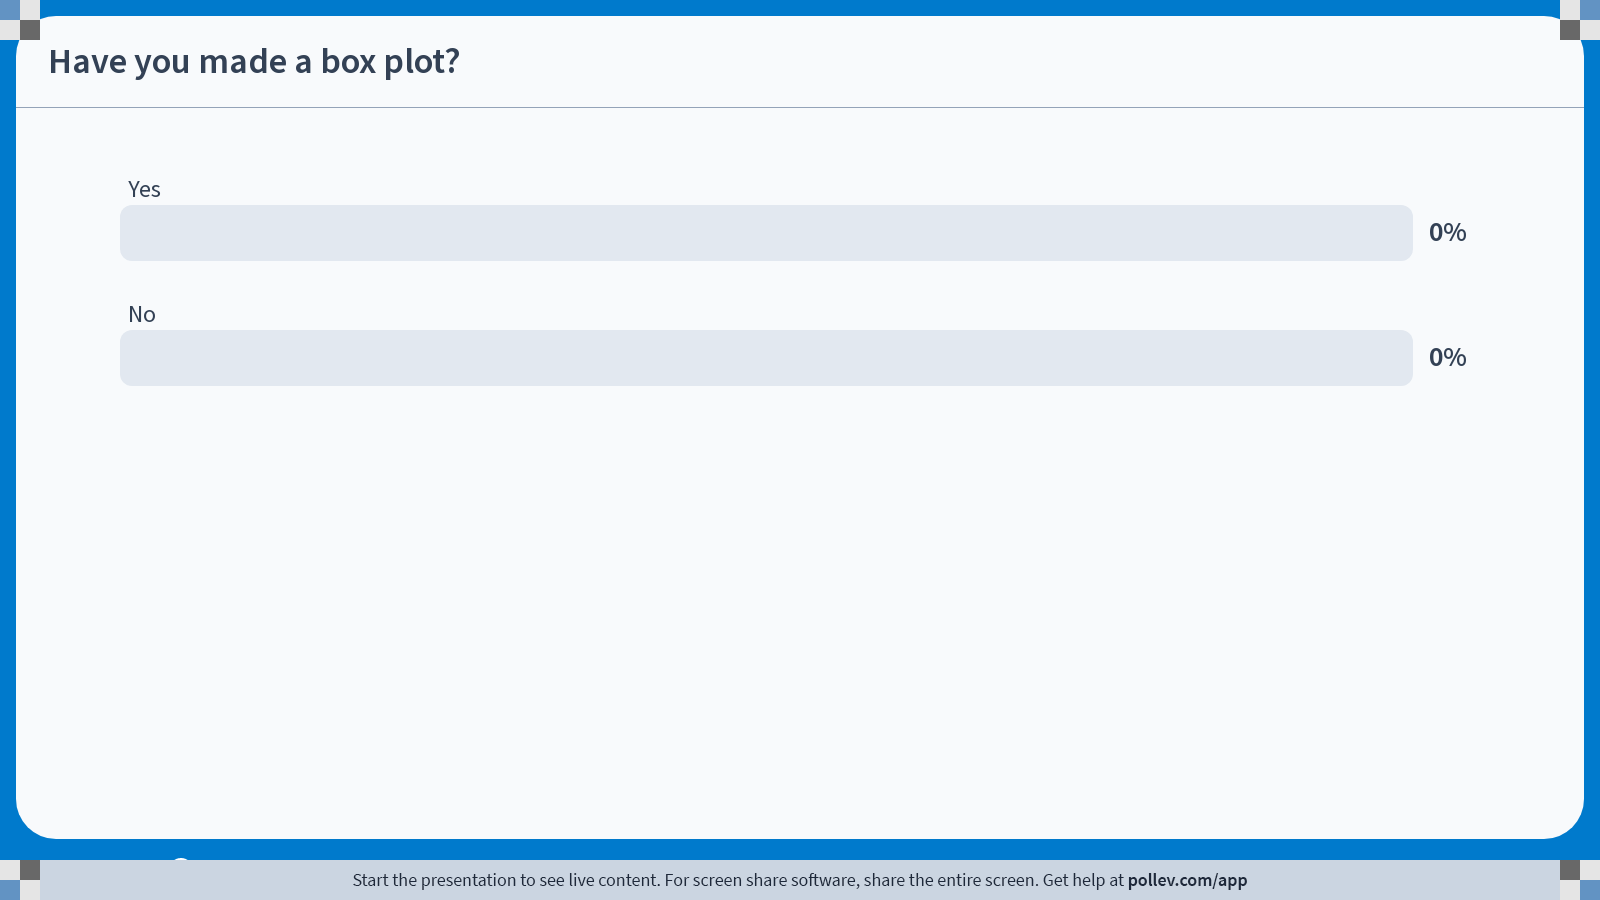 Have you made a box plot?
Yes
0%
No
0%
Start the presentation to see live content. For screen share software, share the entire screen. Get help at pollev.com/app